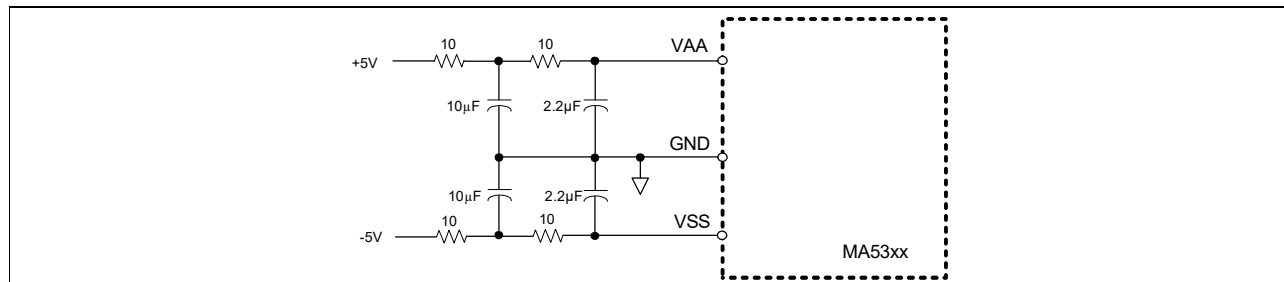 10 10 VAA
+5V
10μF 2.2µF
GND
10μF 2.2µF
10 10 VSS
-5V
MA53xx